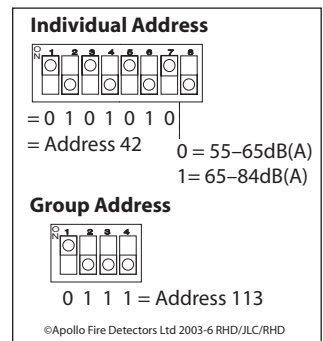 Individual Address
ON
1 2 3 4 5 6 7 8
= 0 1 0 1 0 1 0
= Address 42
0 = 55–65dB(A)
1= 65–84dB(A)
Group Address
ON
1 2 3 4
0 1 1 1 = Address 113
©Apollo Fire Detectors Ltd 2003-6 RHD/JLC/RHD